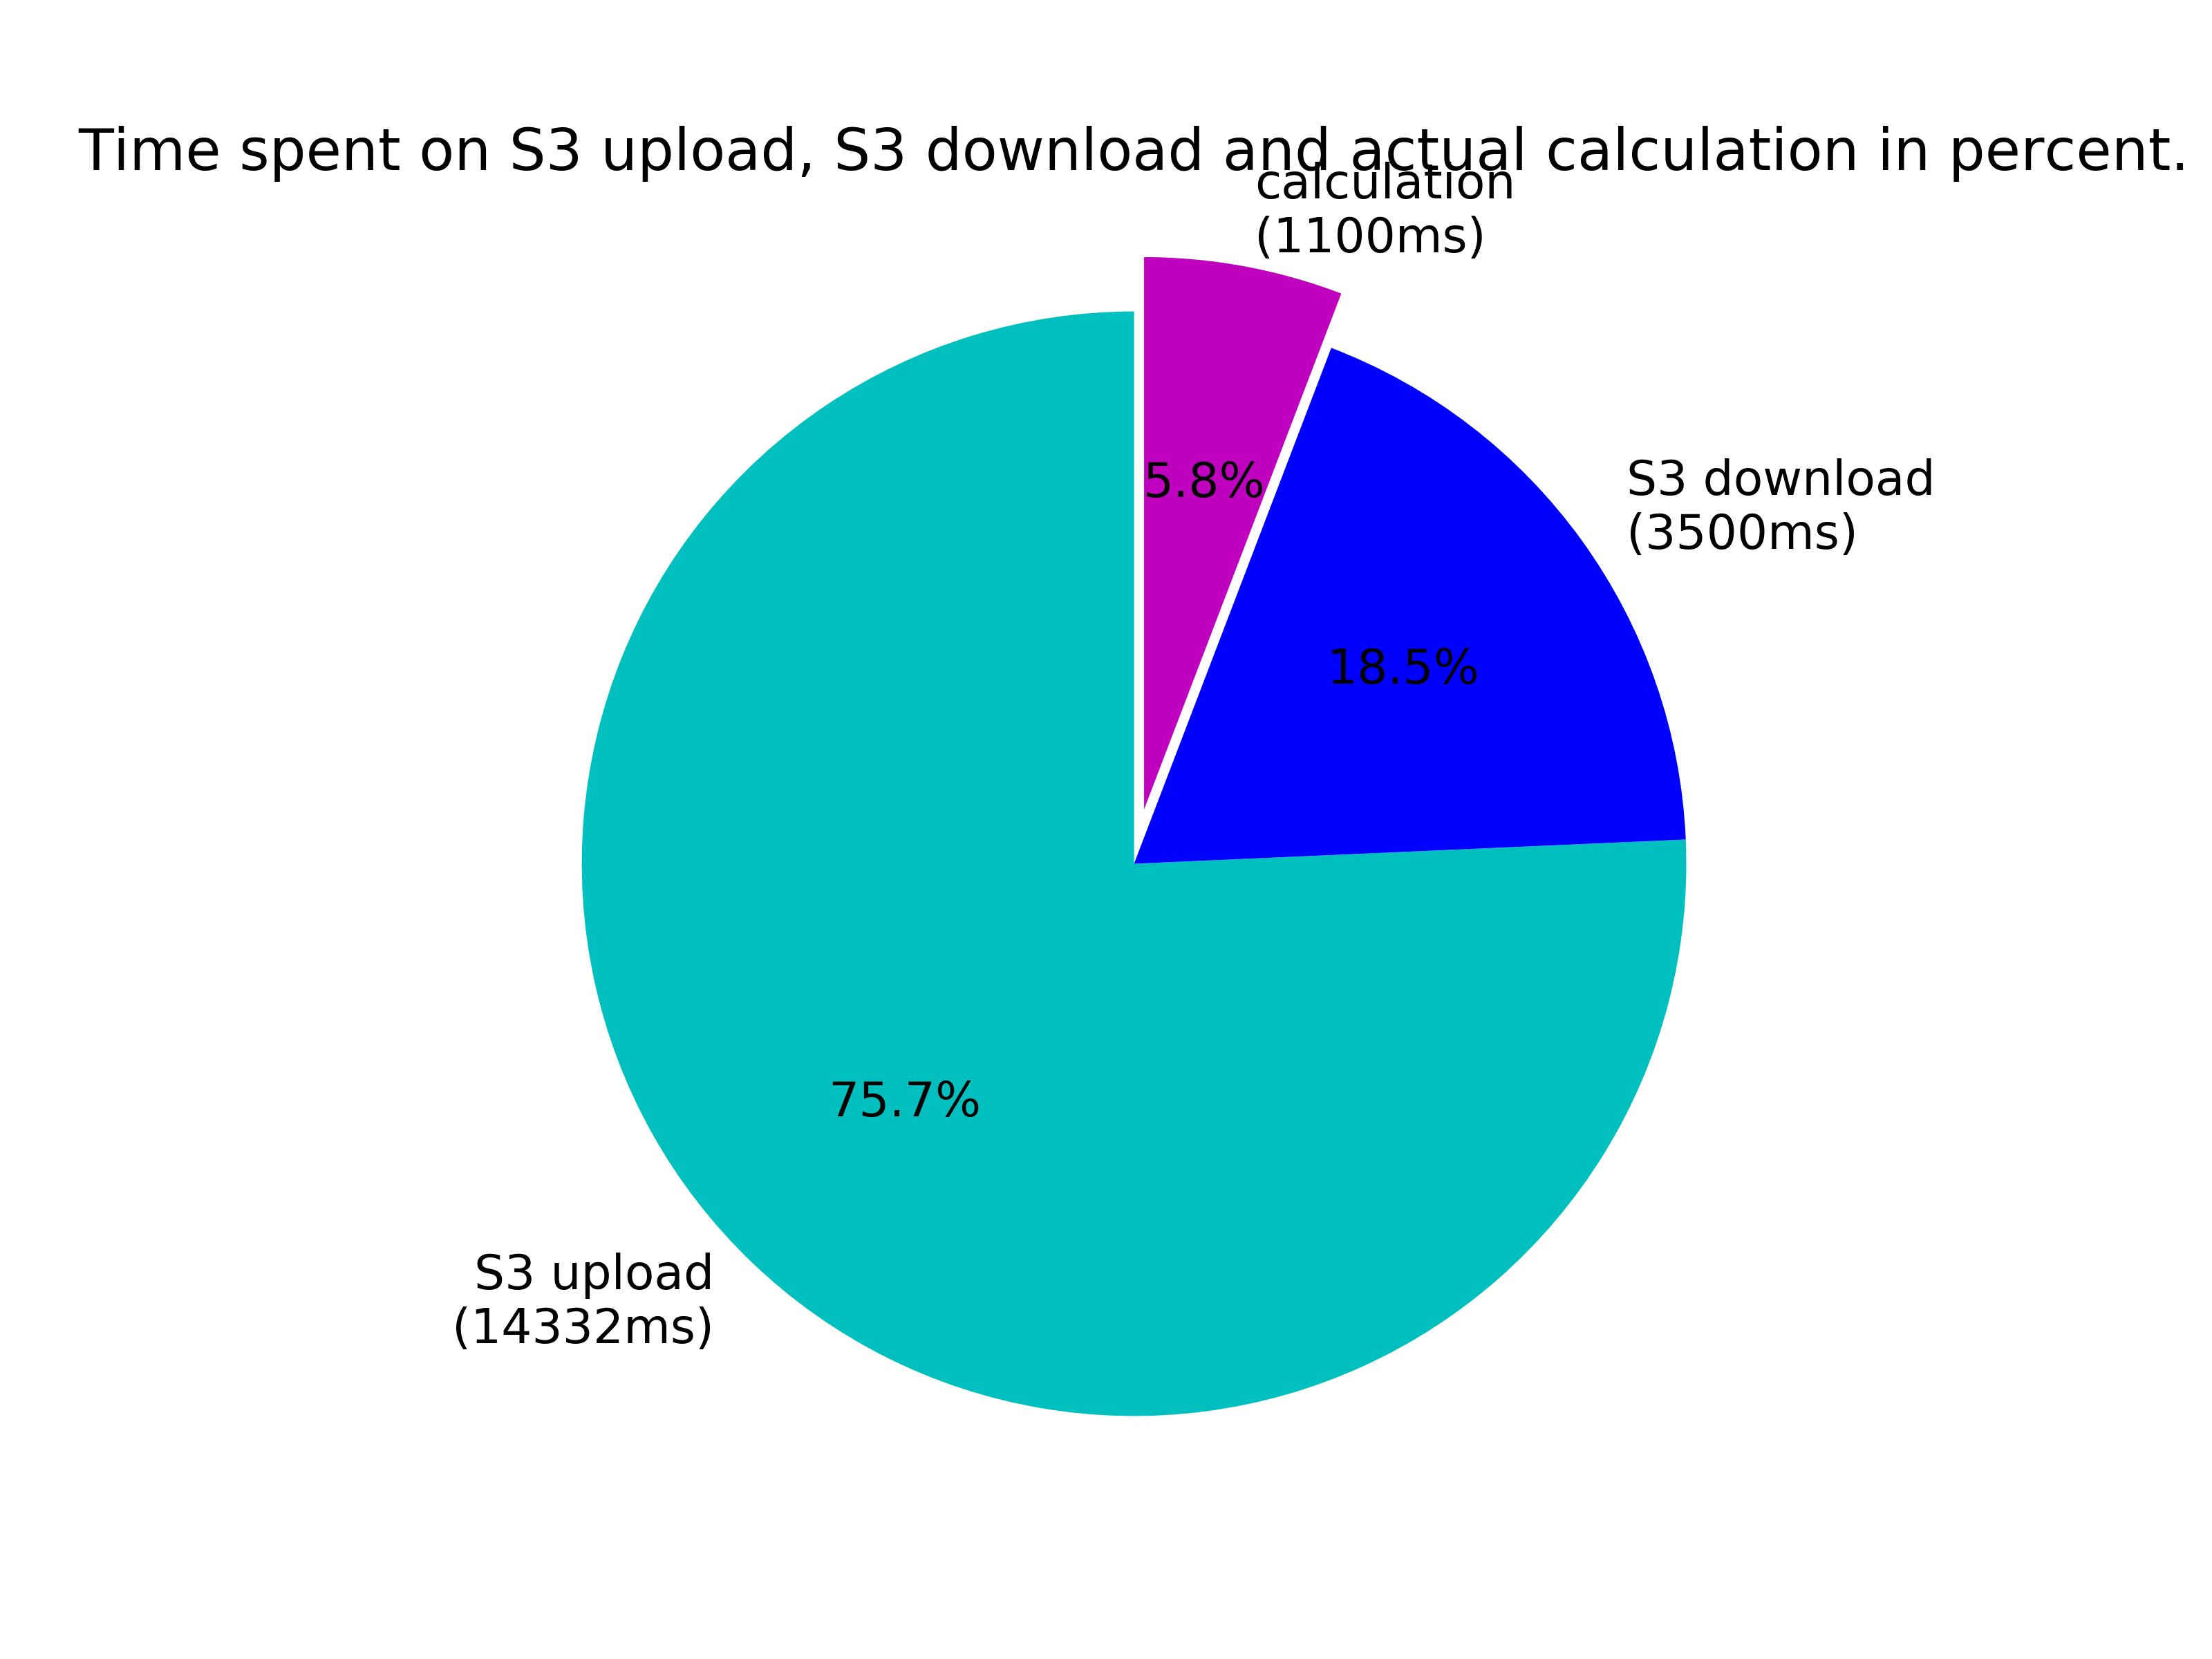 Time spent on S3 upload, S3 download and actual calculation in percent.
calculation
(1100ms)
5.8%
S3 download
(3500ms)
18.5%
75.7%
S3 upload
(14332ms)